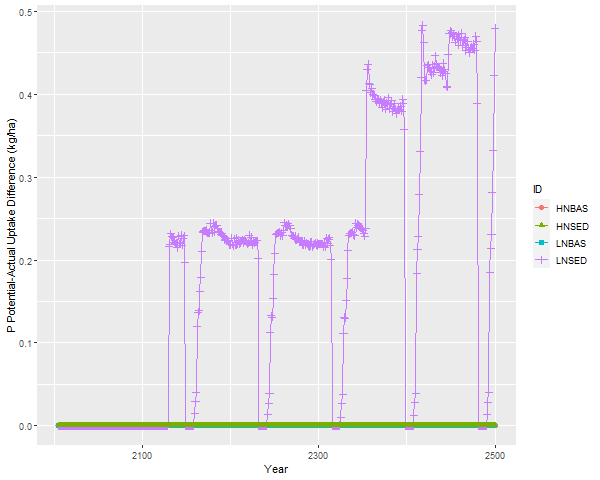 P Potential-Actual Uptake Difference (kg/ha)
0.5
0.4
0.3
0.2
0.1
0.0
2100
2300
2500
Year
ID
HNBAS
HNSED
LNBAS
LNSED